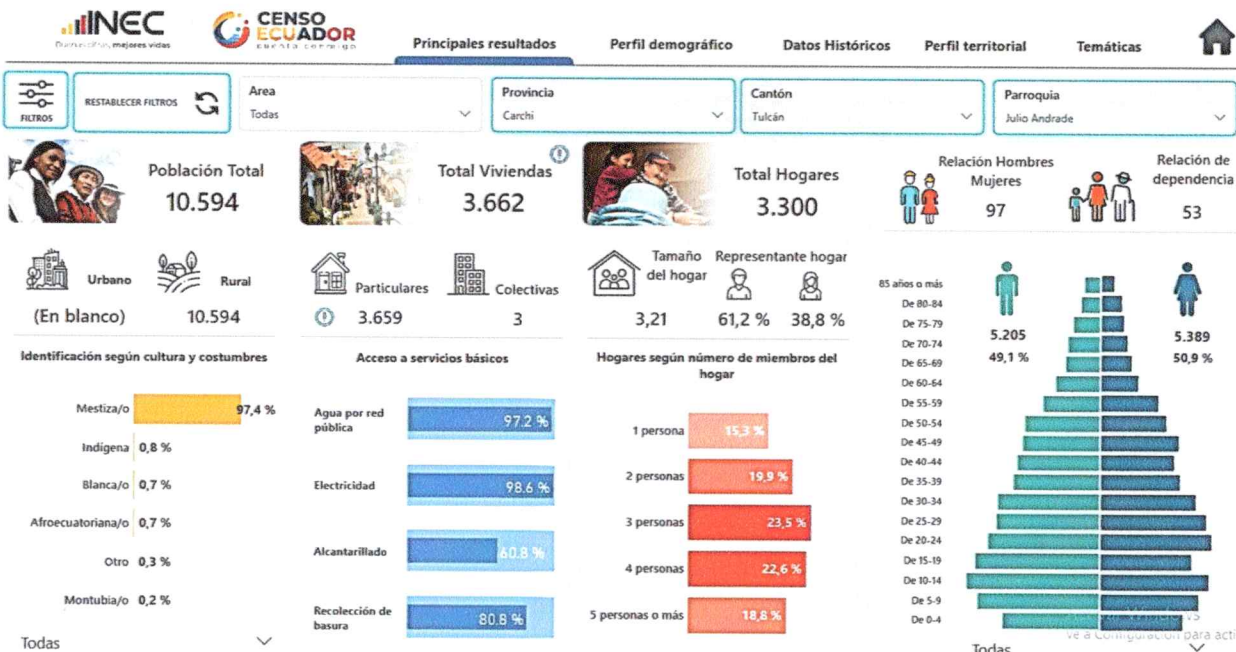 INEC
Buenas cifras, mejores vidas
CENSO
ECUADOR
cuenta conmigo
Principales resultados
Perfil demográfico
Datos Históricos
Perfil territorial
Temáticas
FILTROS
RESTABLECER FILTROS
Area
Todas
Provincia
Carchi
Cantón
Tulcán
Parroquia
Julio Andrade
Población Total
10.594
Total Viviendas
3.662
Total Hogares
3.300
Relación Hombres
Mujeres
97
Relación de
dependencia
53
Urbano
(En blanco)
Rural
10.594
Particulares
3.659
Colectivas
3
Tamaño
del hogar
3,21
Representante hogar
61,2 %
38,8 %
Identificación según cultura y costumbres
Mestiza/o 97,4 %
Indígena 0,8 %
Blanca/o 0,7 %
Afroecuatoriana/o 0,7 %
Otro 0,3 %
Montubia/o 0,2 %
Todas
Acceso a servicios básicos
Agua por red
pública
97.2 %
Electricidad 98.6 %
Alcantarillado 60.8 %
Recolección de
basura
80.8 %
Hogares según número de miembros del
hogar
1 persona 15,3 %
2 personas 19,9 %
3 personas 23,5 %
4 personas 22,6 %
5 personas o más 18,8 %
5.205
49,1 %
5.389
50,9 %
85 años o más
De 80-84
De 75-79
De 70-74
De 65-69
De 60-64
De 55-59
De 50-54
De 45-49
De 40-44
De 35-39
De 30-34
De 25-29
De 20-24
De 15-19
De 10-14
De 5-9
De 0-4
Windows
Ve a Configuración para acti
Todas